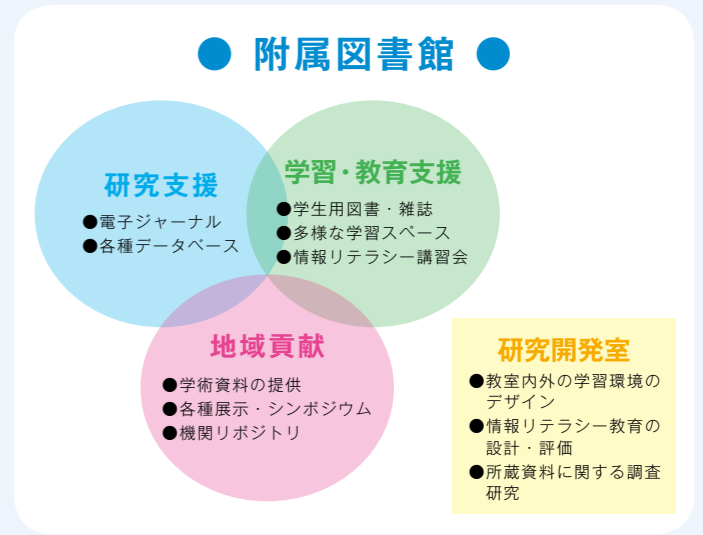 ● 附属図書館 ●
研究支援
●電子ジャーナル
●各種データベース
学習・教育支援
●学生用図書・雑誌
●多様な学習スペース
●情報リテラシー講習会
地域貢献
●学術資料の提供
●各種展示・シンポジウム
●機関リポジトリ
研究開発室
●教室内外の学習環境の
デザイン
●情報リテラシー教育の
設計・評価
●所蔵資料に関する調査
研究